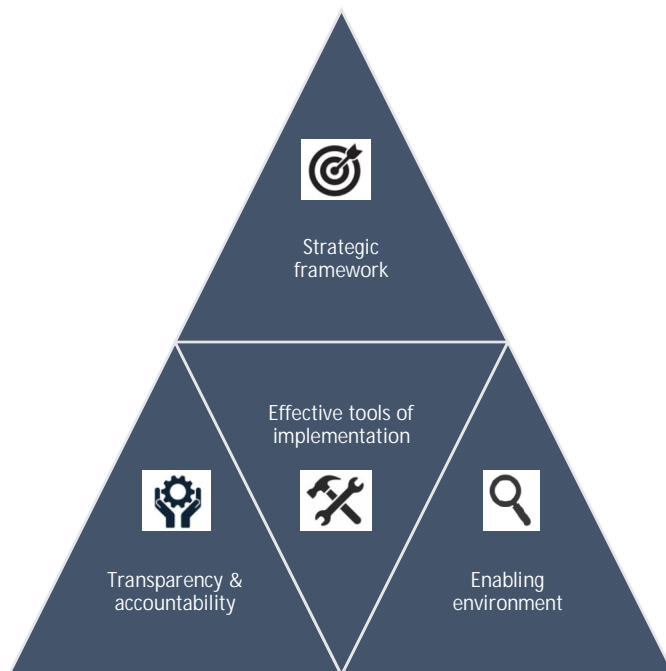 Strategic
framework
Effective tools of
implementation
Transparency &
accountability
Enabling
environment